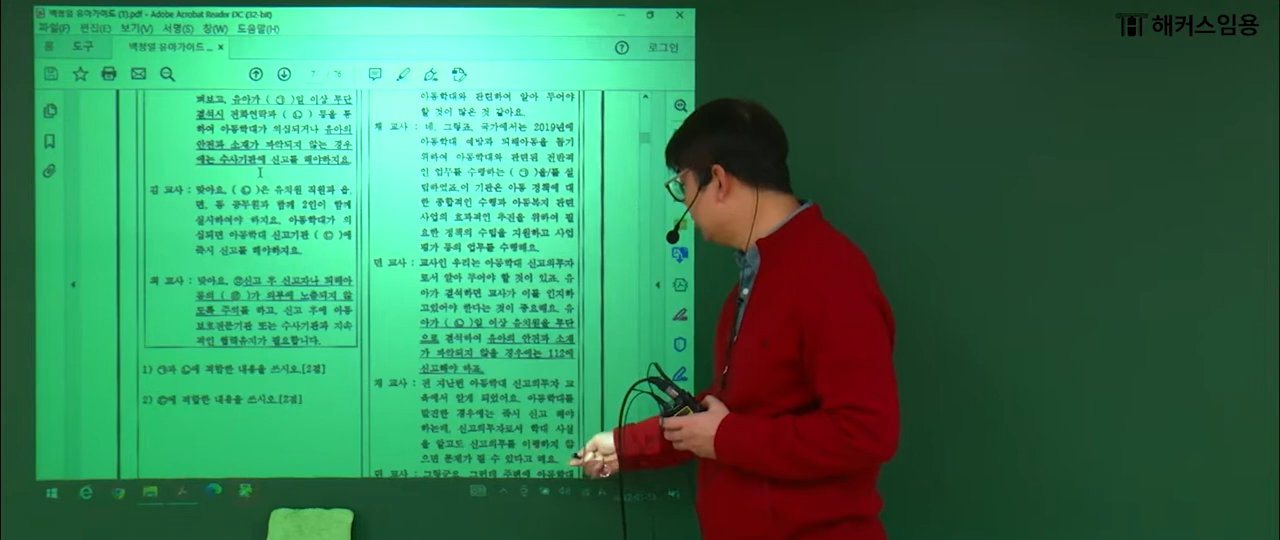 백청일 유아가이드 (1).pdf - Adobe Acrobat Reader DC (32-bit)
파일(F) 편집(E) 보기(V) 서명(S) 창(W) 도움말(H)
홈 도구 백청일 유아가이드 ... × 로그인
7 / 76
해커스임용
펴보고, 유아가 ( ㉠ )일 이상 무단
결석시 전화연락과 ( ㉡ ) 등을 통
하여 아동학대가 의심되거나 유아의
안전과 소재가 파악되지 않는 경우
에는 수사기관에 신고를 해야하지요.
김 교사 : 맞아요. ( ㉡ )은 유치원 직원과 읍,
면, 동 공무원과 함께 2인이 함께
실시하여야 하지요. 아동학대가 의
심되면 아동학대 신고기관 ( ㉢ )에
즉시 신고를 해야하지요.
최 교사 : 맞아요. 신고 후 신고자나 피해아
동의 ( )가 외부에 노출되지 않
도록 주의를 하고, 신고 후에 아동
보호전문기관 또는 수사기관과 지속
적인 협력유지가 필요합니다.
1) ㉠과 ㉡에 적합한 내용을 쓰시오.[2점]
2) ㉢에 적합한 내용을 쓰시오.[2점]
아동학대와 관련하여 알아 두어야
할 것이 많은 것 같아요.
채 교사 : 네, 그렇죠. 국가에서는 2019년에
아동학대 예방과 피해아동을 돕기
위하여 아동학대와 관련된 전반적
인 업무를 수행하는 ( ㉠ )을/를 설
립하였죠.이 기관은 아동 정책에 대
한 종합적인 수행과 아동복지 관련
사업의 효과적인 추진을 위하여 필
요한 정책의 수립을 지원하고 사업
평가 등의 업무를 수행해요.
민 교사 : 교사인 우리는 아동학대 신고의무자
로서 알아 두어야 할 것이 있죠. 유
아가 결석하면 교사가 이를 인지하
고있어야 한다는 것이 중요해요. 유
아가 ( ㉡ )일 이상 유치원을 무단
으로 결석하여 유아의 안전과 소재
가 파악되지 않을 경우에는 112에
신고해야 하죠.
채 교사 : 전 지난번 아동학대 신고의무자 교
육에서 알게 되었어요. 아동학대를
발견한 경우에는 즉시 신고 해야
하는데, 신고의무자로서 학대 사실
을 알고도 신고의무를 이행하지 않
으면 문제가 될 수 있다고 해요.
민 교사 : 그렇군요. 그런데 주변에 아동학대